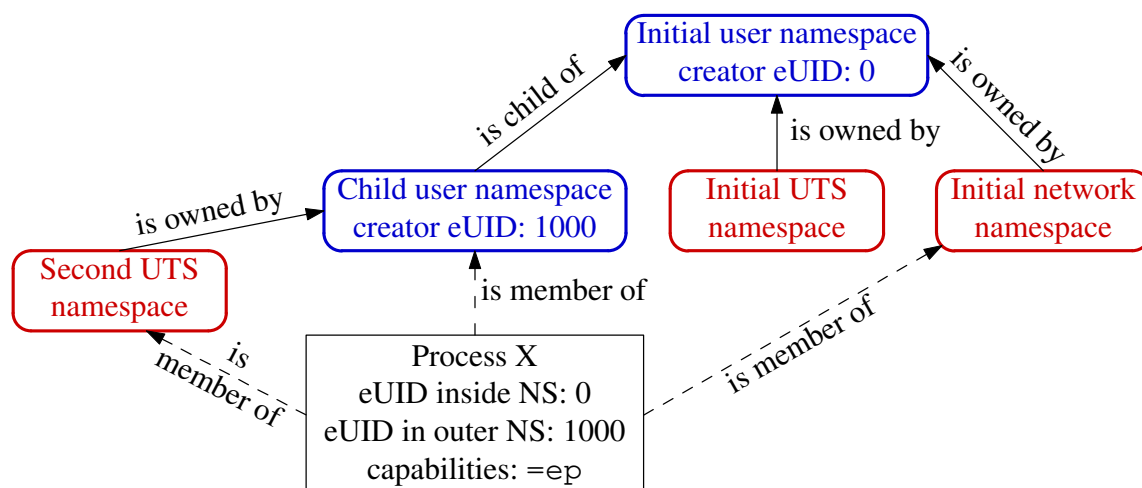 Initial user namespace
creator eUID: 0
is child of
is owned by
is owned by
Child user namespace
creator eUID: 1000
Initial UTS
namespace
Initial network
namespace
is owned by
Second UTS
namespace
is member of
is
member of
is member of
Process X
eUID inside NS: 0
eUID in outer NS: 1000
capabilities: =ep